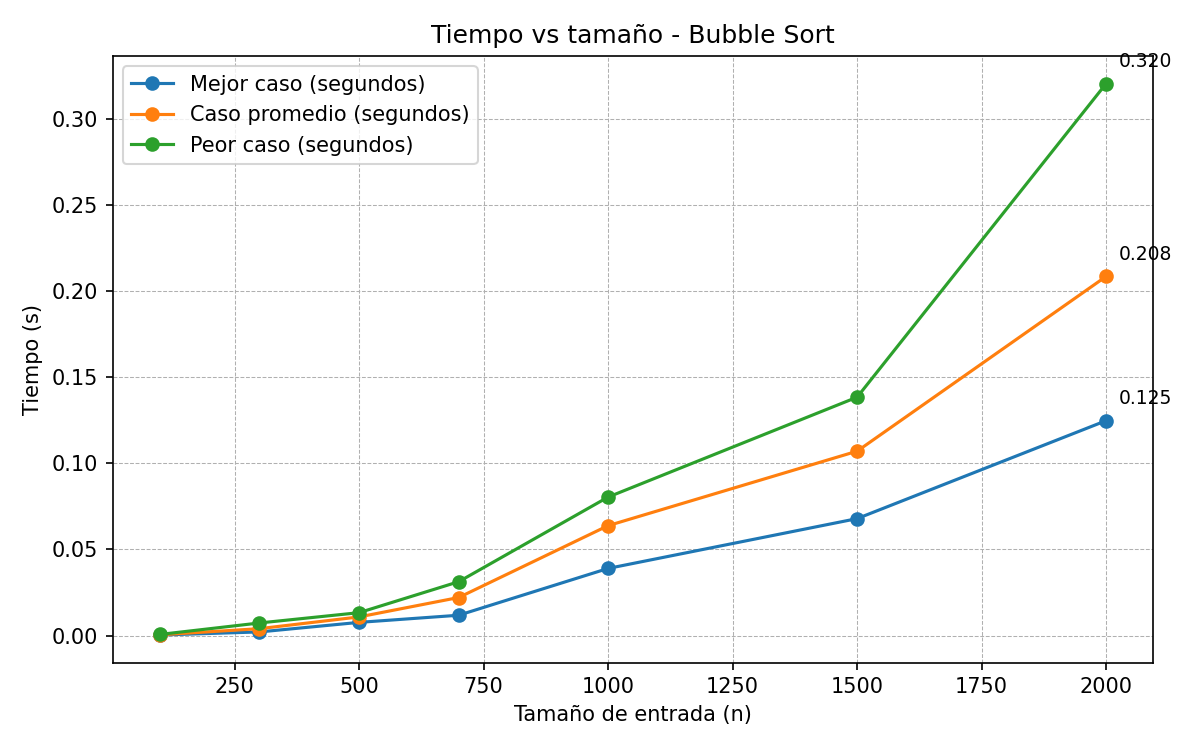 Tiempo vs tamaño - Bubble Sort
Mejor caso (segundos)
Caso promedio (segundos)
Peor caso (segundos)
0.320
0.208
0.125
Tiempo (s)
0.30
0.25
0.20
0.15
0.10
0.05
0.00
250 500 750 1000 1250 1500 1750 2000
Tamaño de entrada (n)